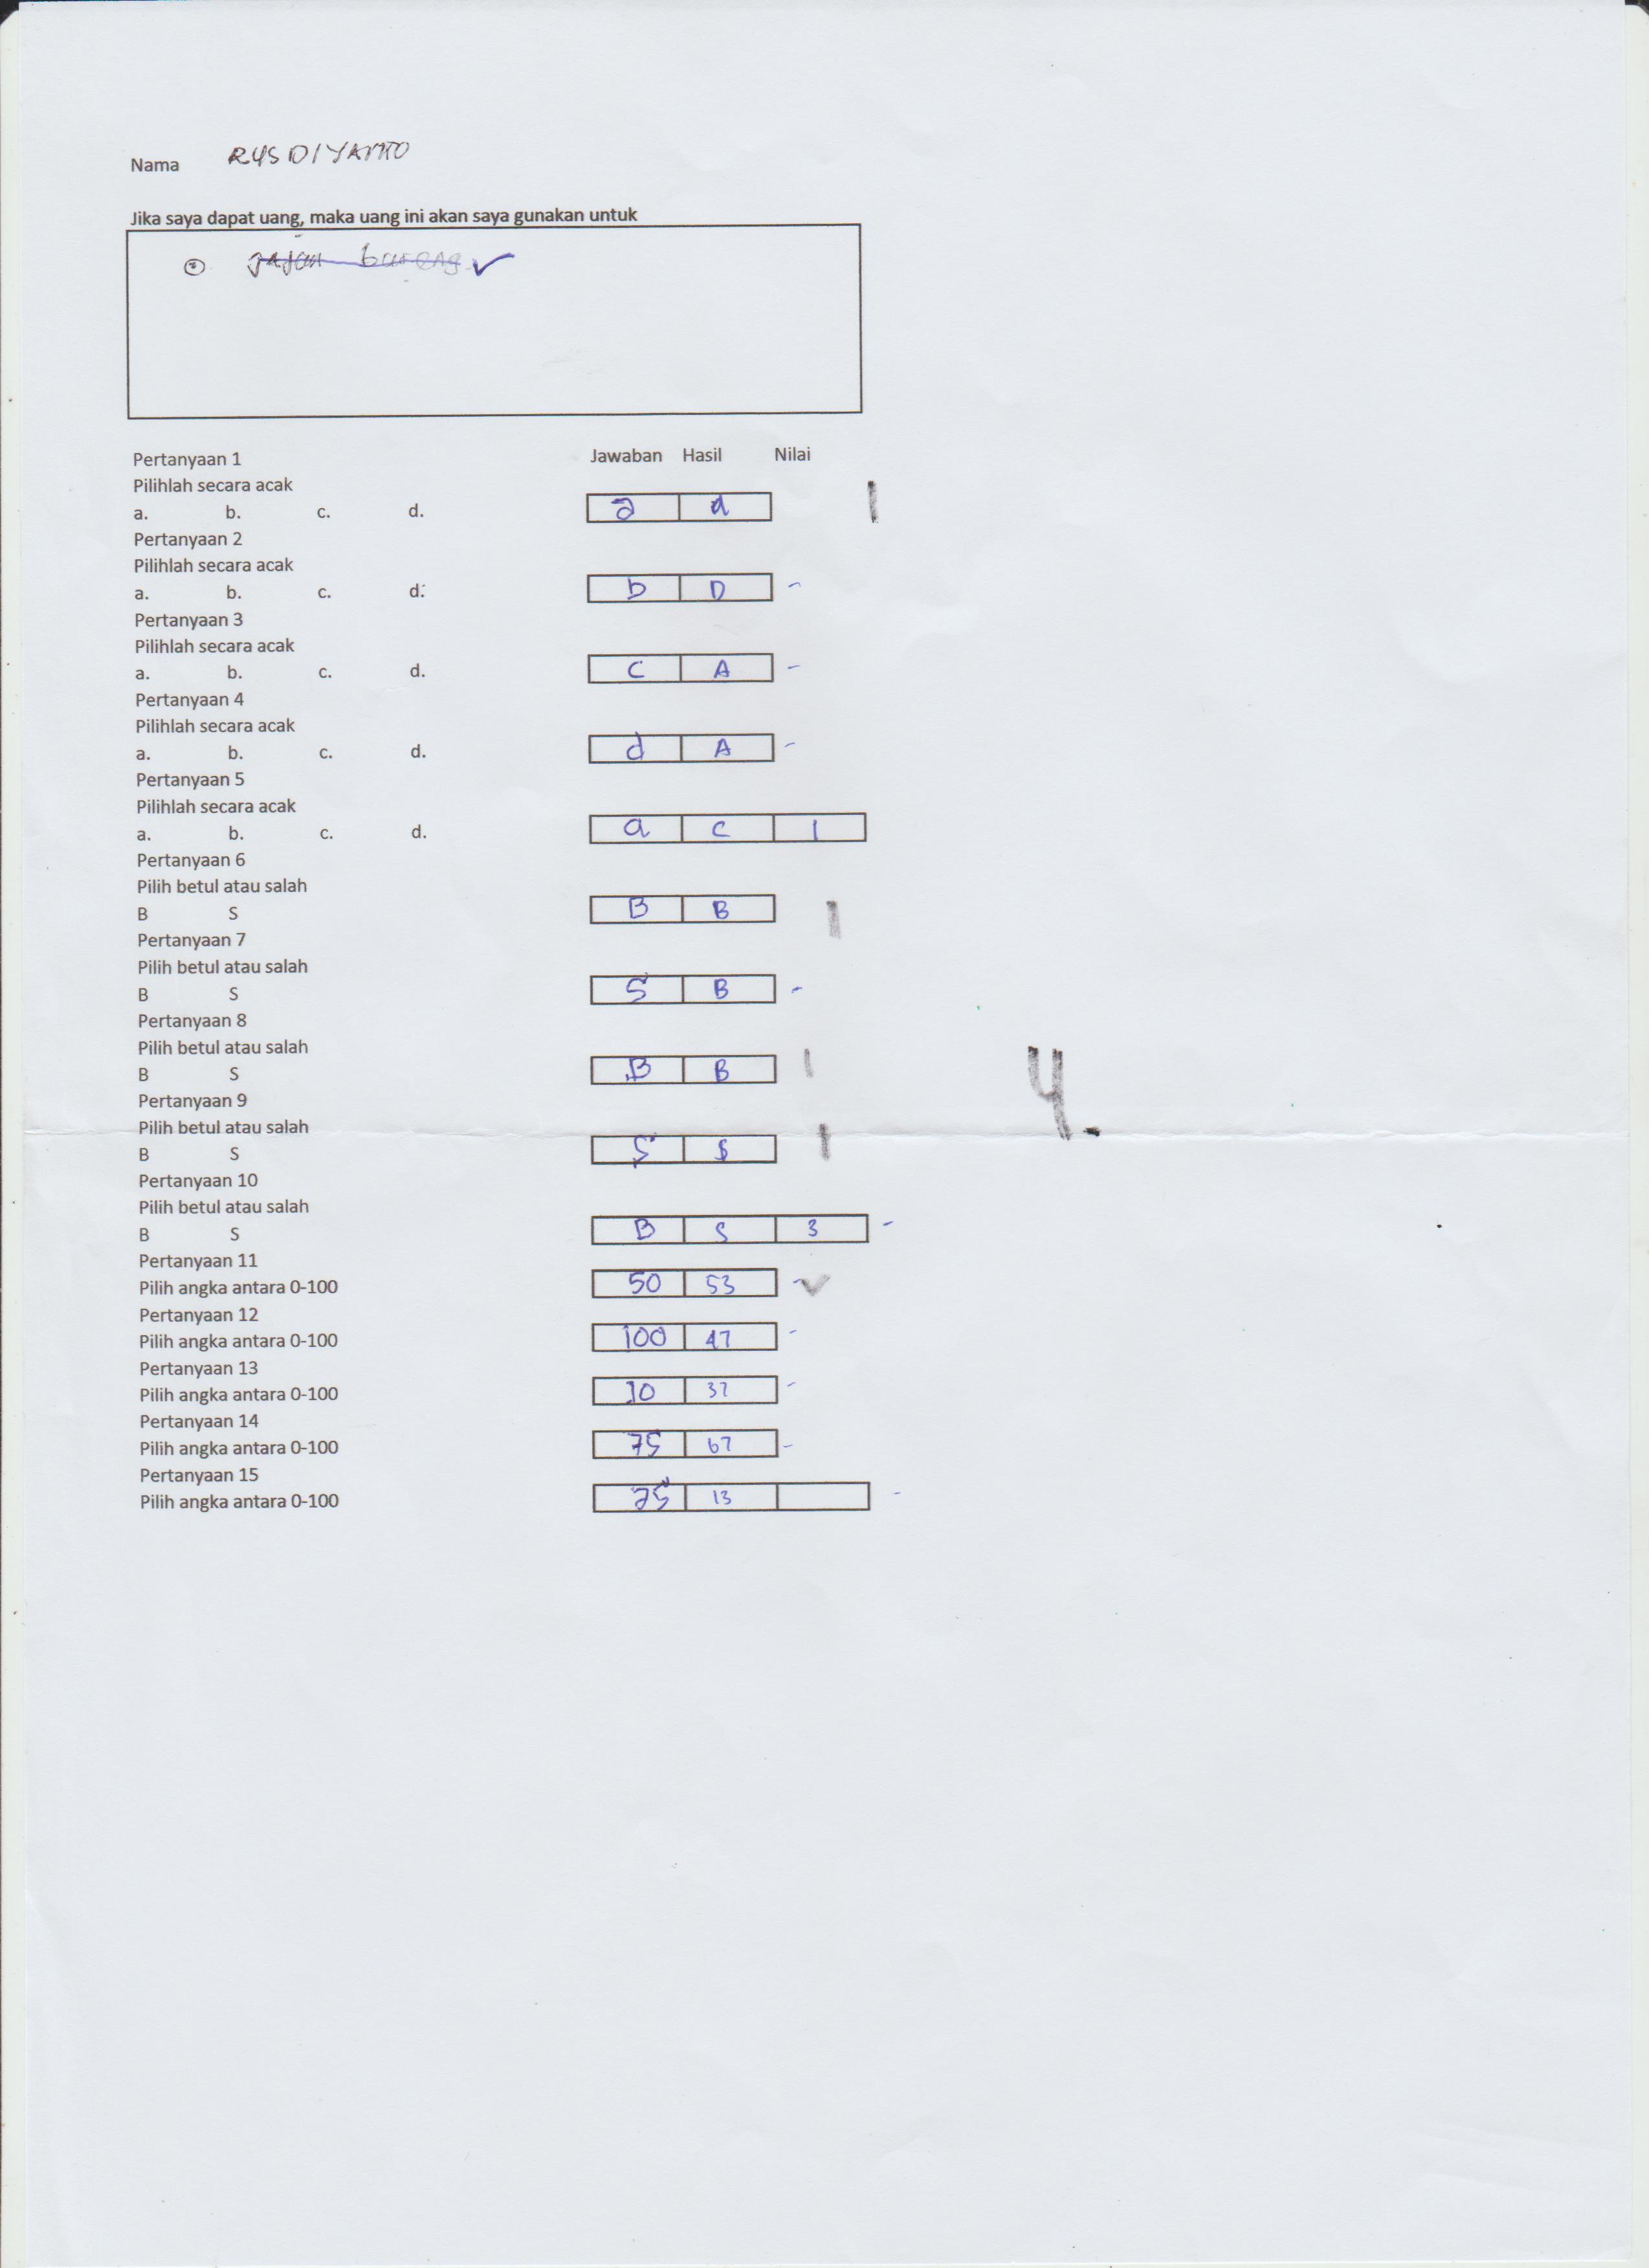 Nama RUSDIYANTO
Jika saya dapat uang, maka uang ini akan saya gunakan untuk
jajan bareng ✓
Pertanyaan 1 Jawaban Hasil Nilai
Pilihlah secara acak
a. b. c. d. a a 1
Pertanyaan 2
Pilihlah secara acak
a. b. c. d. b D -
Pertanyaan 3
Pilihlah secara acak
a. b. c. d. C A -
Pertanyaan 4
Pilihlah secara acak
a. b. c. d. d A -
Pertanyaan 5
Pilihlah secara acak
a. b. c. d. a C 1
Pertanyaan 6
Pilih betul atau salah
B S B B 1
Pertanyaan 7
Pilih betul atau salah
B S S B -
Pertanyaan 8
Pilih betul atau salah
B S B B 1
Pertanyaan 9
Pilih betul atau salah
B S S S 1
Pertanyaan 10
Pilih betul atau salah
B S B S 3 -
Pertanyaan 11
Pilih angka antara 0-100 50 53 - ✓
Pertanyaan 12
Pilih angka antara 0-100 100 47 -
Pertanyaan 13
Pilih angka antara 0-100 10 37 -
Pertanyaan 14
Pilih angka antara 0-100 75 67 -
Pertanyaan 15
Pilih angka antara 0-100 25 13 -
4.